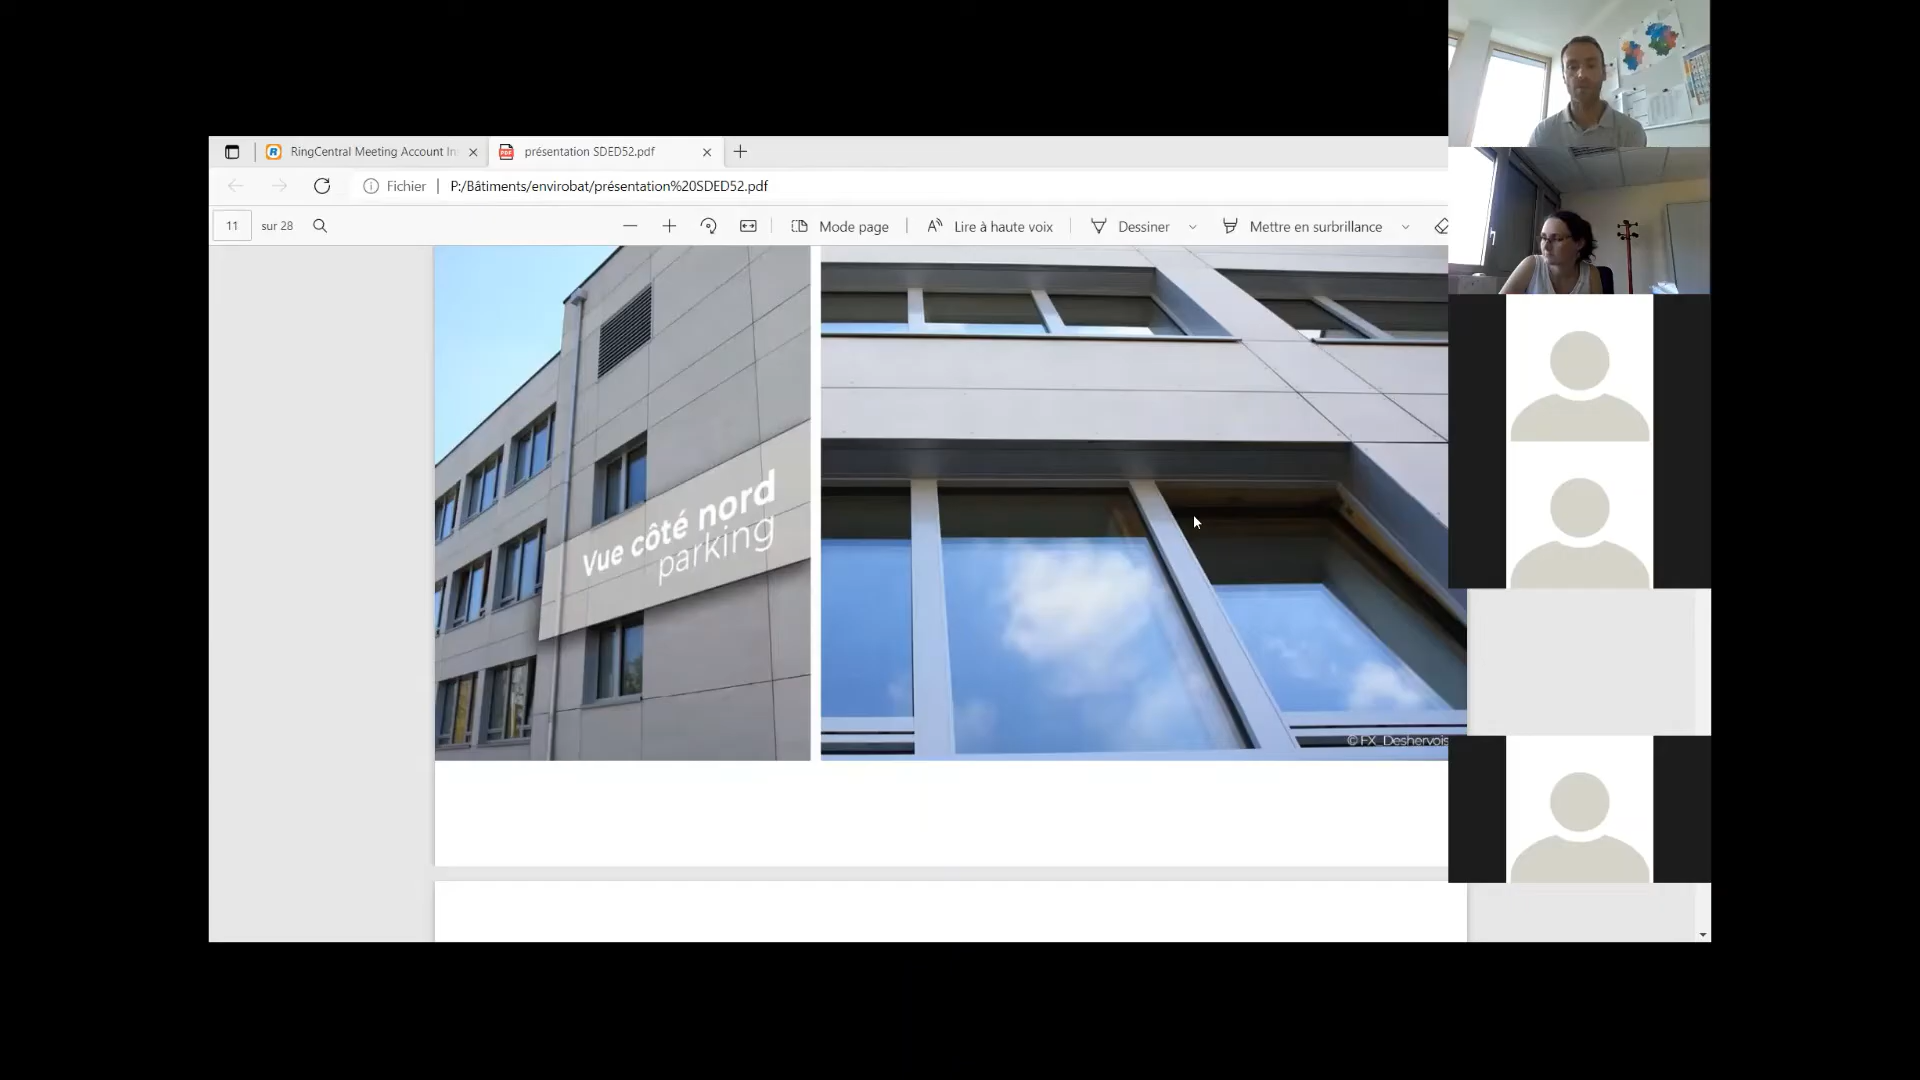 RingCentral Meeting Account In
présentation SDED52.pdf
Fichier
P:/Bâtiments/envirobat/présentation%20SDED52.pdf
11
sur 28
Mode page
Lire à haute voix
Dessiner
Mettre en surbrillance
Vue côté nord
parking
© FX_Deshervois